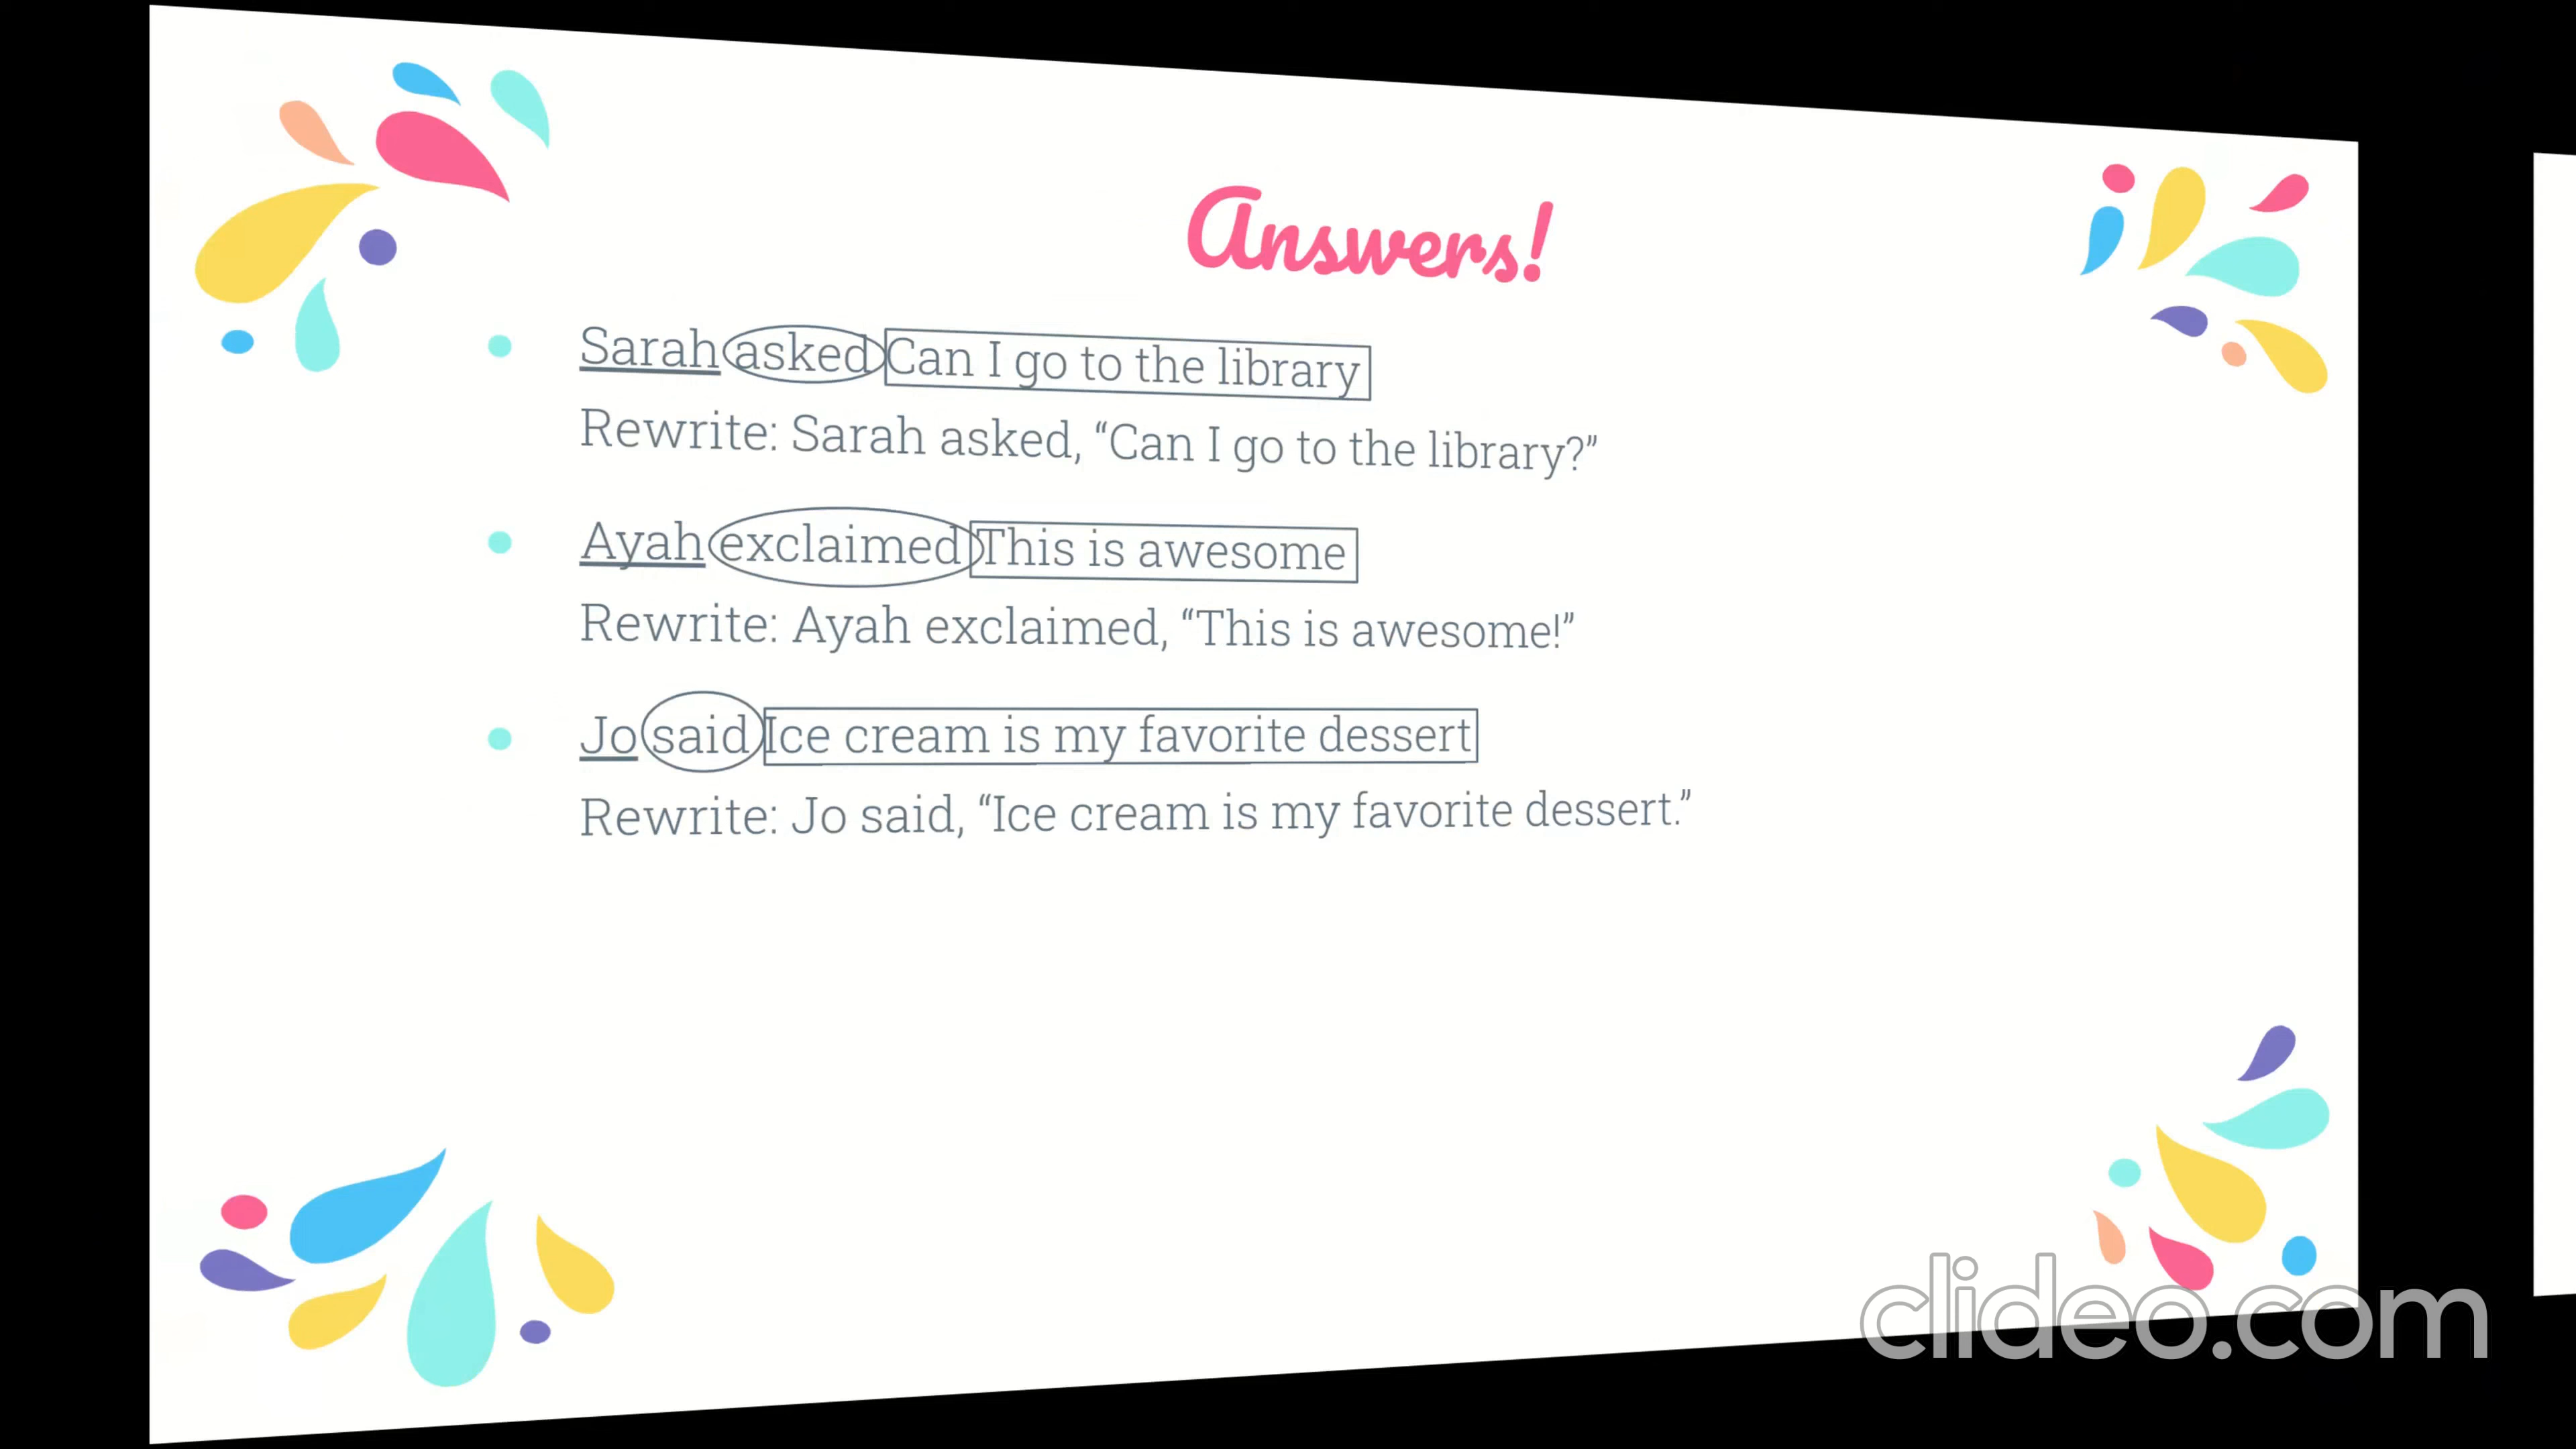 Answers!
Sarah asked Can I go to the library
Rewrite: Sarah asked, “Can I go to the library?”
Ayah exclaimed This is awesome
Rewrite: Ayah exclaimed, “This is awesome!”
Jo said Ice cream is my favorite dessert
Rewrite: Jo said, “Ice cream is my favorite dessert.”
clideo.com